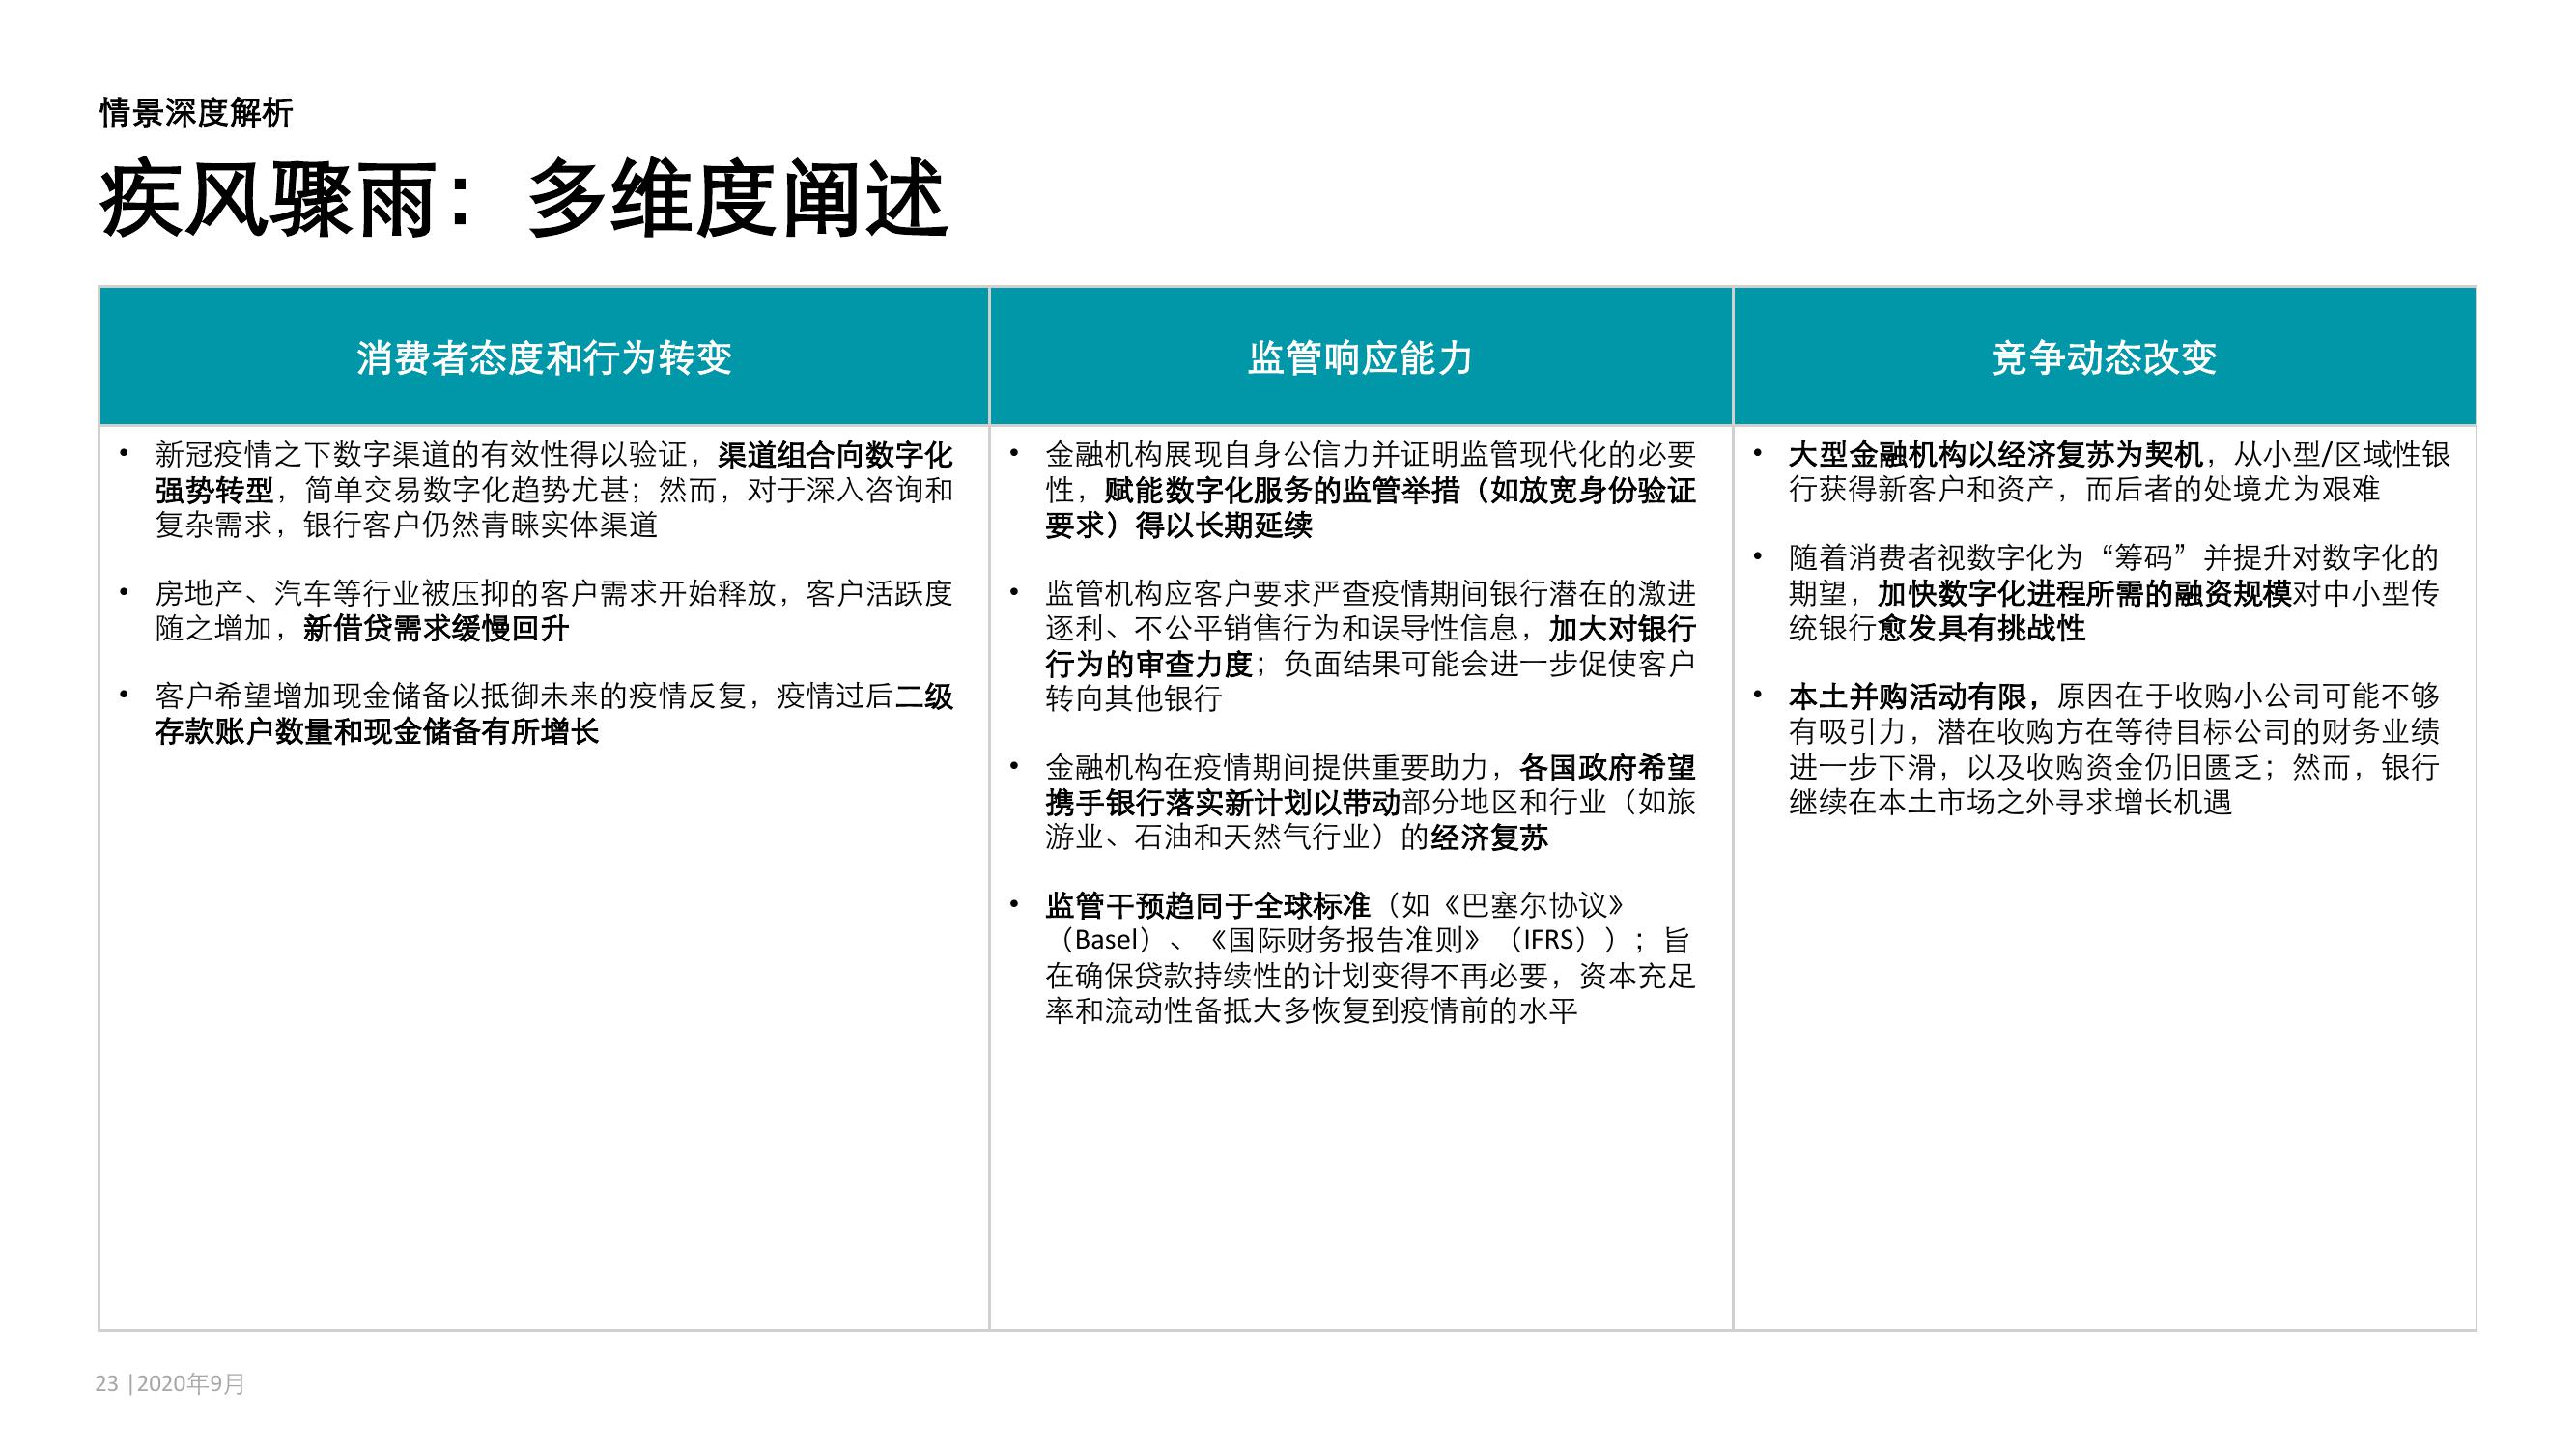 情景深度解析
疾风骤雨：多维度阐述
消费者态度和行为转变
• 新冠疫情之下数字渠道的有效性得以验证，渠道组合向数字化
强势转型，简单交易数字化趋势尤甚；然而，对于深入咨询和
复杂需求，银行客户仍然青睐实体渠道
• 房地产、汽车等行业被压抑的客户需求开始释放，客户活跃度
随之增加，新借贷需求缓慢回升
• 客户希望增加现金储备以抵御未来的疫情反复，疫情过后二级
存款账户数量和现金储备有所增长
监管响应能力
• 金融机构展现自身公信力并证明监管现代化的必要
性，赋能数字化服务的监管举措（如放宽身份验证
要求）得以长期延续
• 监管机构应客户要求严查疫情期间银行潜在的激进
逐利、不公平销售行为和误导性信息，加大对银行
行为的审查力度；负面结果可能会进一步促使客户
转向其他银行
• 金融机构在疫情期间提供重要助力，各国政府希望
携手银行落实新计划以带动部分地区和行业（如旅
游业、石油和天然气行业）的经济复苏
• 监管干预趋同于全球标准（如《巴塞尔协议》
（Basel）、《国际财务报告准则》（IFRS））；旨
在确保贷款持续性的计划变得不再必要，资本充足
率和流动性备抵大多恢复到疫情前的水平
竞争动态改变
• 大型金融机构以经济复苏为契机，从小型/区域性银
行获得新客户和资产，而后者的处境尤为艰难
• 随着消费者视数字化为“筹码”并提升对数字化的
期望，加快数字化进程所需的融资规模对中小型传
统银行愈发具有挑战性
• 本土并购活动有限，原因在于收购小公司可能不够
有吸引力，潜在收购方在等待目标公司的财务业绩
进一步下滑，以及收购资金仍旧匮乏；然而，银行
继续在本土市场之外寻求增长机遇
23 |2020年9月